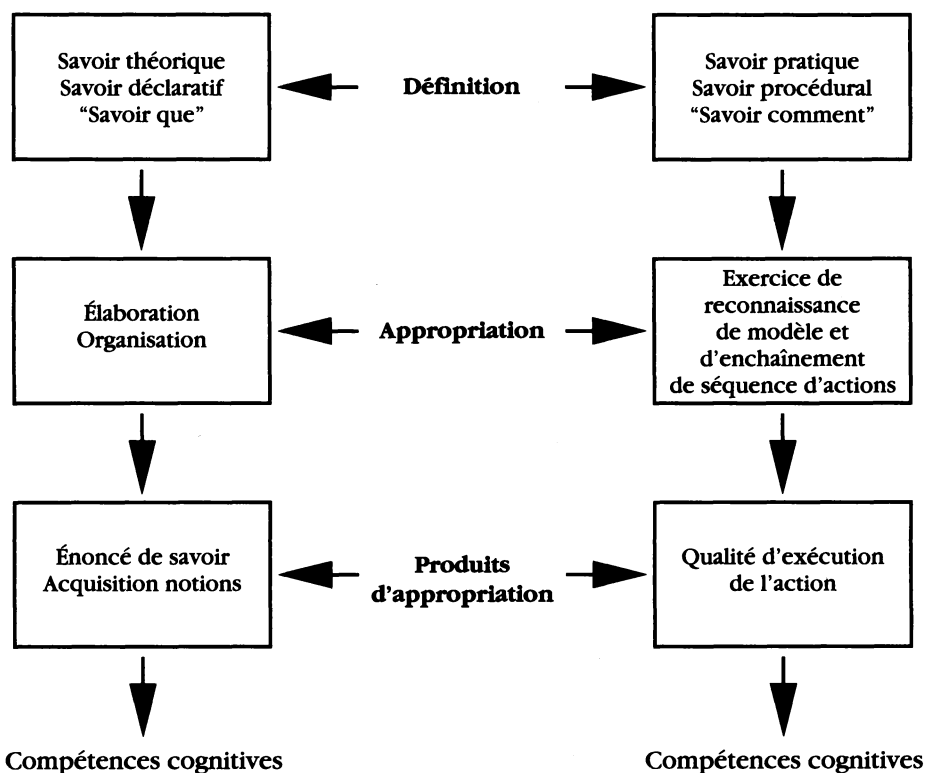 Savoir théorique
Savoir déclaratif
“Savoir que”
Définition
Savoir pratique
Savoir procédural
“Savoir comment”
Élaboration
Organisation
Appropriation
Exercice de
reconnaissance
de modèle et
d’enchaînement
de séquence d’actions
Énoncé de savoir
Acquisition notions
Produits
d’appropriation
Qualité d’exécution
de l’action
Compétences cognitives
Compétences cognitives